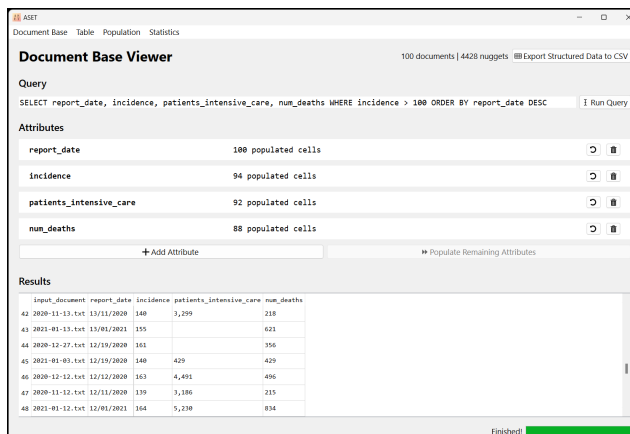 ASET
Document Base Table Population Statistics
Document Base Viewer
100 documents | 4428 nuggets Export Structured Data to CSV
Query
SELECT report_date, incidence, patients_intensive_care, num_deaths WHERE incidence > 100 ORDER BY report_date DESC Run Query
Attributes
report_date 100 populated cells
incidence 94 populated cells
patients_intensive_care 92 populated cells
num_deaths 88 populated cells
Add Attribute Populate Remaining Attributes
Results
input_document report_date incidence patients_intensive_care num_deaths
42 2020-11-13.txt 13/11/2020 140 3,299 218
43 2021-01-13.txt 13/01/2021 155 621
44 2020-12-27.txt 12/19/2020 161 356
45 2021-01-03.txt 12/19/2020 140 429 429
46 2020-12-12.txt 12/12/2020 163 4,491 496
47 2020-11-12.txt 12/11/2020 139 3,186 215
48 2021-01-12.txt 12/01/2021 164 5,230 834
Finished!